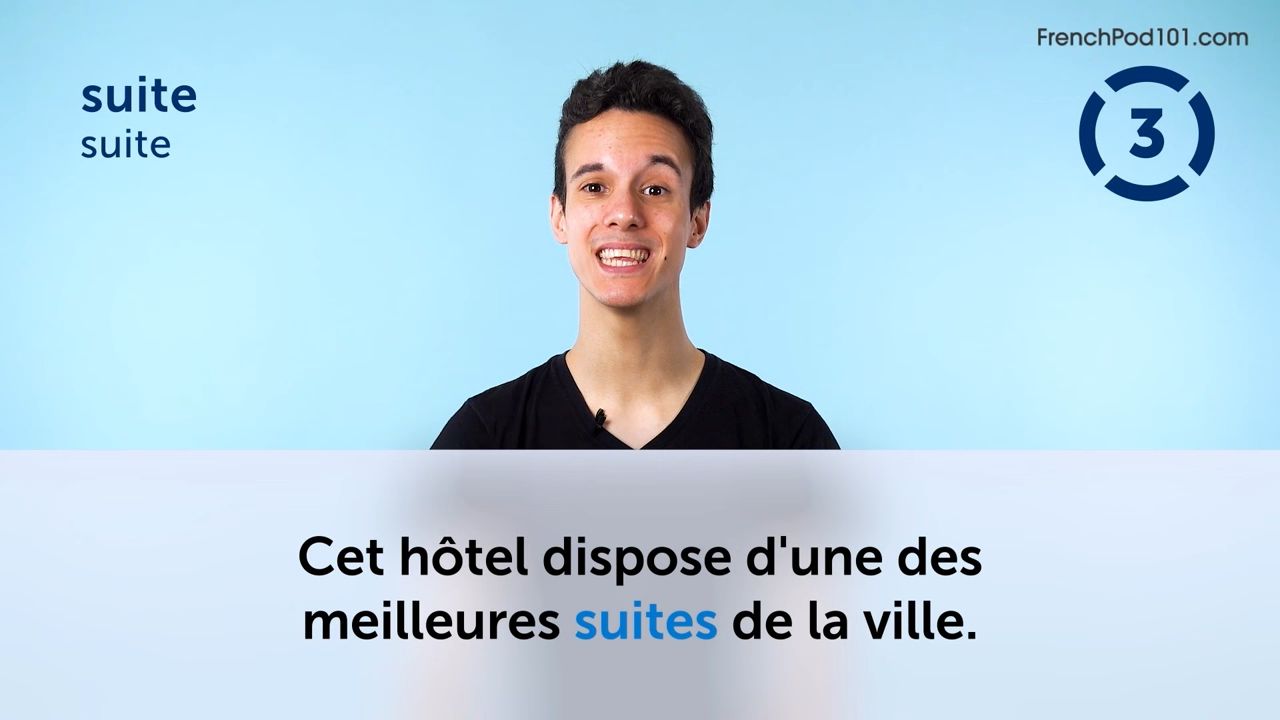 FrenchPod101.com
suite
suite
3
Cet hôtel dispose d'une des
meilleures suites de la ville.